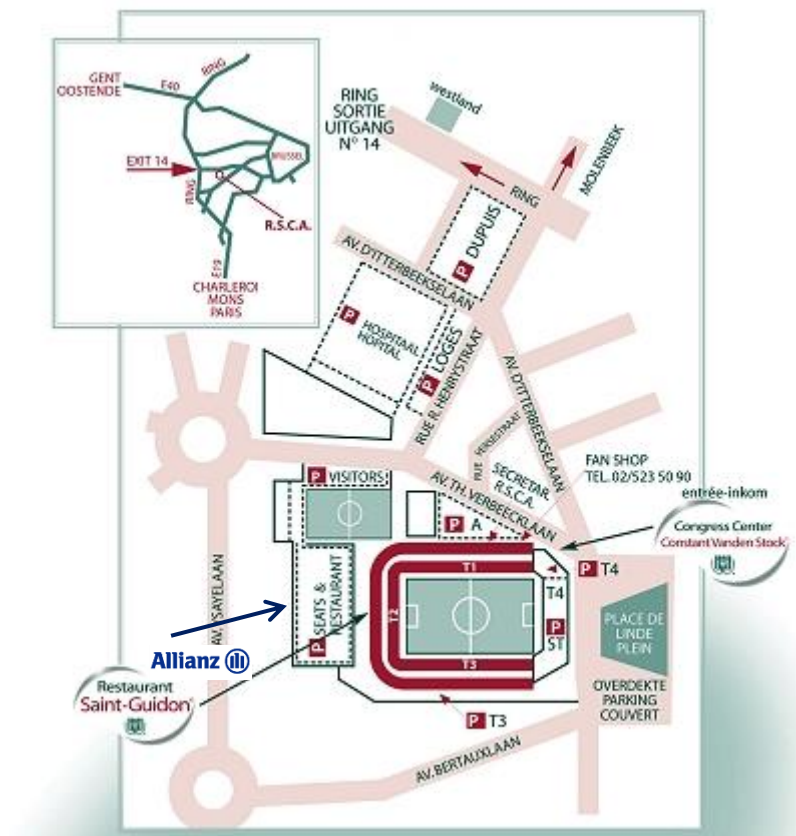 RING
GENT
OOSTENDE
E40
EXIT 14
BRUSSEL
RING
R.S.C.A.
E19
CHARLEROI
MONS
PARIS
RING
SORTIE
UITGANG
N° 14
westland
MOLENBEEK
RING
P DUPUIS
AV. D'ITTERBEEKSELAAN
P
HOSPITAAL
HOPITAL
P LOGES
RUE R. HENRYSTRAAT
AV. D'ITTERBEEKSELAAN
RUE
SECRETAR.
R.S.C.A.
FAN SHOP
TEL. 02/523 50 90
P VISITORS
AV. TH. VERBEECKLAAN
entrée-inkom
Congress Center
Constant Vanden Stock
P A
T1
T2
T3
T4
P T4
P
ST
P SEATS &
RESTAURANT
PLACE DE
LINDE
PLEIN
AV. YSAYELAAN
Allianz
Restaurant
Saint-Guidon
OVERDEKTE
PARKING
COUVERT
P T3
AV. BERTAUXLAAN